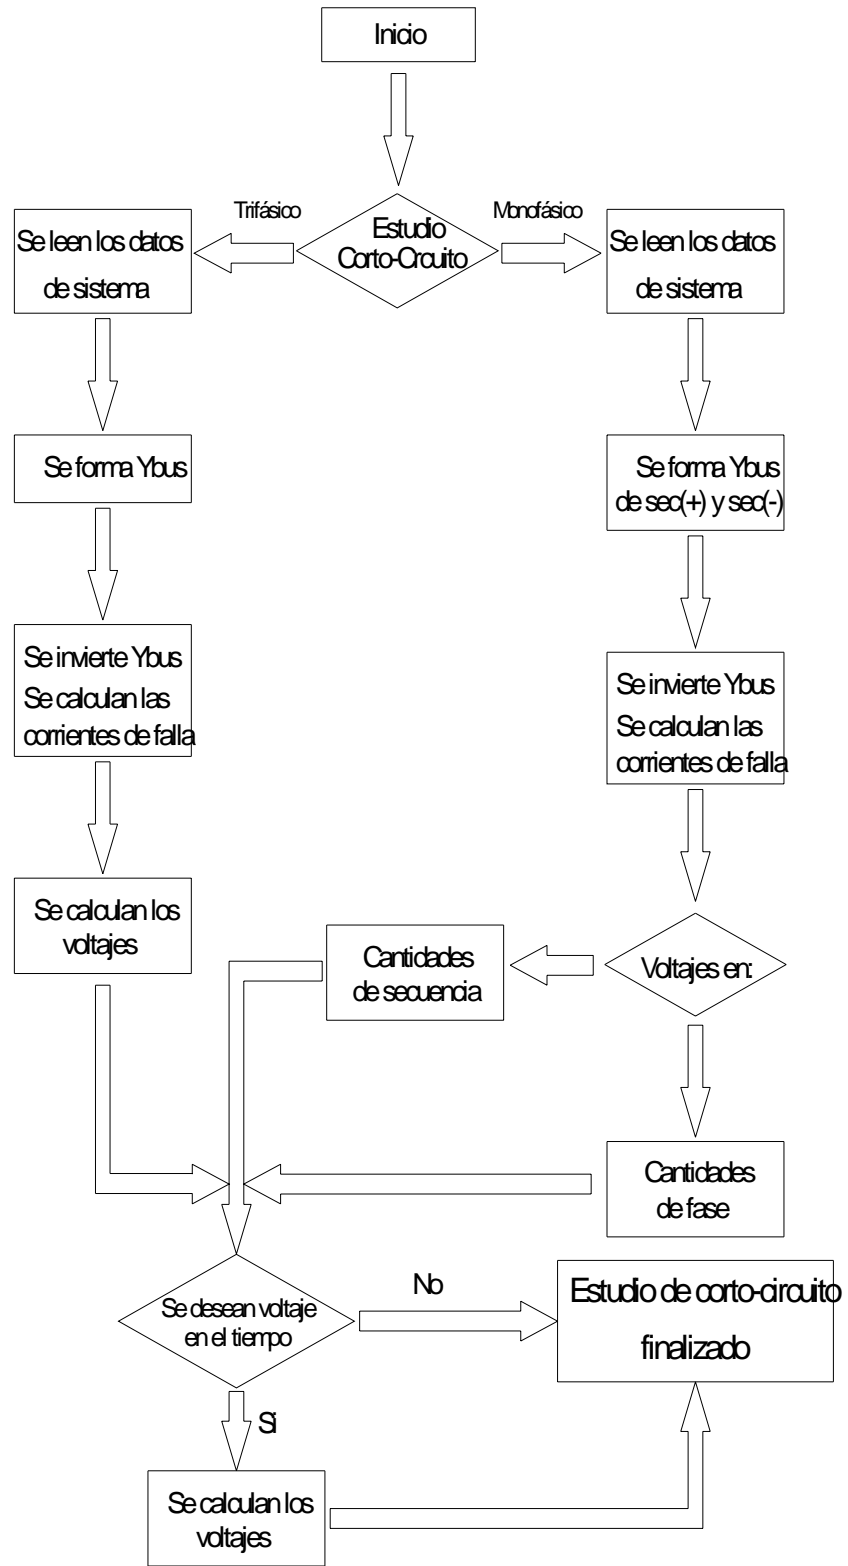 Inicio
Trifásico
Estudio
Corto-Circuito
Monofásico
Se leen los datos
de sistema
Se leen los datos
de sistema
Se forma Ybus
Se forma Ybus
de sec(+) y sec(-)
Se invierte Ybus
Se calculan las
corrientes de falla
Se invierte Ybus
Se calculan las
corrientes de falla
Se calculan los
voltajes
Cantidades
de secuencia
Voltajes en:
Cantidades
de fase
Se desean voltaje
en el tiempo
No
Estudio de corto-circuito
finalizado
Si
Se calculan los
voltajes